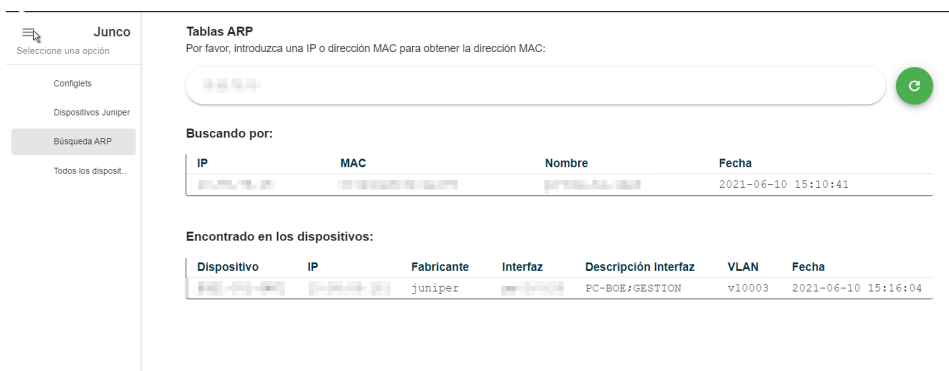 Junco
Seleccione una opción
Configlets
Dispositivos Juniper
Búsqueda ARP
Todos los disposit...
Tablas ARP
Por favor, introduzca una IP o dirección MAC para obtener la dirección MAC:
Buscando por:
IP MAC Nombre Fecha
2021-06-10 15:10:41
Encontrado en los dispositivos:
Dispositivo IP Fabricante Interfaz Descripción Interfaz VLAN Fecha
juniper PC-BOE;GESTION vl0003 2021-06-10 15:16:04